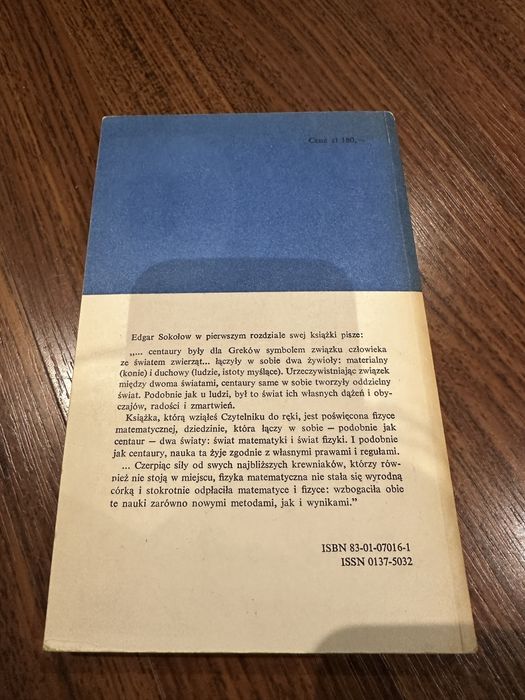 Cena zł 180,—
Edgar Sokołow w pierwszym rozdziale swej książki pisze:
„... centaury były dla Greków symbolem związku człowieka
ze światem zwierząt... łączyły w sobie dwa żywioły: materialny
(konie) i duchowy (ludzie, istoty myślące). Urzeczywistniając związek
między dwoma światami, centaury same w sobie tworzyły oddzielny
świat. Podobnie jak u ludzi, był to świat ich własnych dążeń i oby-
czajów, radości i zmartwień.
Książka, którą wziąłeś Czytelniku do ręki, jest poświęcona fizyce
matematycznej, dziedzinie, która łączy w sobie — podobnie jak
centaur — dwa światy: świat matematyki i świat fizyki. I podobnie
jak centaury, nauka ta żyje zgodnie z własnymi prawami i regułami.
... Czerpiąc siły od swych najbliższych krewniaków, którzy rów-
nież nie stoją w miejscu, fizyka matematyczna nie stała się wyrodną
córką i stokrotnie odpłaciła matematyce i fizyce: wzbogaciła obie
te nauki zarówno nowymi metodami, jak i wynikami.”
ISBN 83-01-07016-1
ISSN 0137-5032